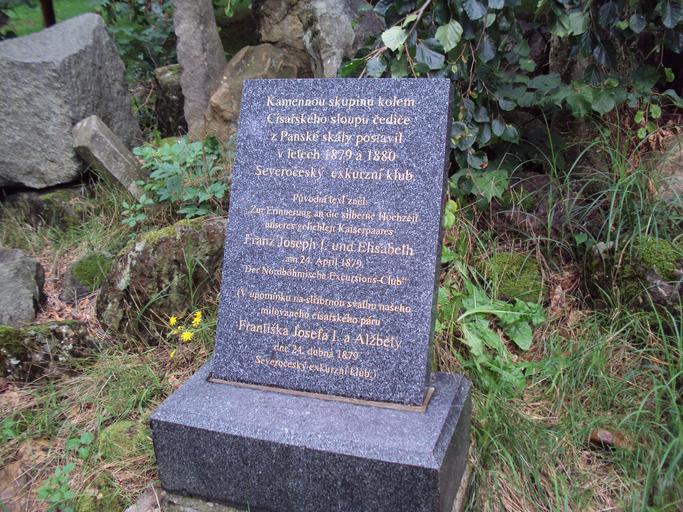 Kamennou skupinu kolem
Císařského sloupu čediče
z Panské skály postavil
v letech 1879 a 1880
Severočeský exkurzní klub.
Původní text zněl:
„Zur Erinnerung an die silberne Hochzeit
unseres geliebten Kaiserpaares
Franz Joseph I. und Elisabeth
am 24. April 1879.
Der Nordböhmische Excursions-Club“
(V upomínku na stříbrnou svatbu našeho
milovaného císařského páru
Františka Josefa I. a Alžběty
dne 24. dubna 1879
Severočeský exkurzní klub.)